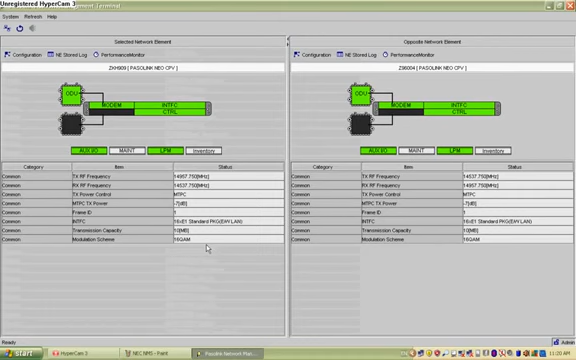 Unregistered HyperCam 3
Management Terminal
System Refresh Help
Selected Network Element
Opposite Network Element
Configuration NE Stored Log PerformanceMonitor
Configuration NE Stored Log PerformanceMonitor
[ PASOLINK NEO CPV ]
Z96004 [ PASOLINK NEO CPV ]
ODU
MODEM INTFC
CTRL
ODU
MODEM INTFC
CTRL
AUX I/O MAINT LPM Inventory
AUX I/O MAINT LPM Inventory
Category Item Status
Category Item Status
Common TX RF Frequency 14957.750[MHz]
Common TX RF Frequency 14537.750[MHz]
Common RX RF Frequency 14537.750[MHz]
Common RX RF Frequency 14957.750[MHz]
Common TX Power Control MTPC
Common TX Power Control MTPC
Common MTPC TX Power -7[dB]
Common MTPC TX Power -7[dB]
Common Frame ID 1
Common Frame ID 1
Common INTFC 16×E1 Standard PKG(E/W LAN)
Common INTFC 16×E1 Standard PKG(E/W LAN)
Common Transmission Capacity 10[MB]
Common Transmission Capacity 10[MB]
Common Modulation Scheme 16QAM
Common Modulation Scheme 16QAM
Ready
Admin
start HyperCam 3 NEC NMS - Paint Pasolink Network Man... 11:00 AM